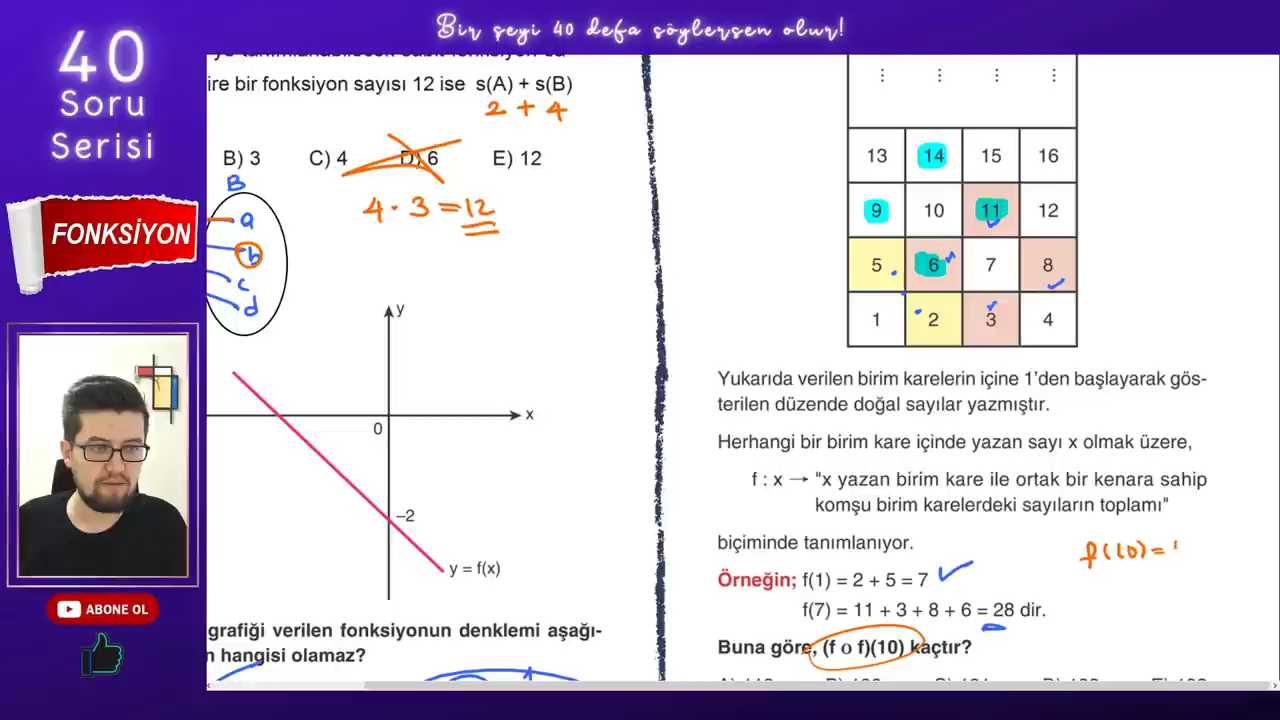 Bir şeyi 40 defa söylersen olur!
40
Soru
Serisi
FONKSİYON
ABONE OL
ire bir fonksiyon sayısı 12 ise s(A) + s(B)
2 + 4
B) 3 C) 4 D) 6 E) 12
4 · 3 = 12
B
a
b
c
d
y
x
0
–2
y = f(x)
grafiği verilen fonksiyonun denklemi aşağı-
n hangisi olamaz?
13 14 15 16
9 10 11 12
5 6 7 8
1 2 3 4
Yukarıda verilen birim karelerin içine 1'den başlayarak gös-
terilen düzende doğal sayılar yazmıştır.
Herhangi bir birim kare içinde yazan sayı x olmak üzere,
f : x → "x yazan birim kare ile ortak bir kenara sahip
komşu birim karelerdeki sayıların toplamı"
biçiminde tanımlanıyor.
f(10) =
Örneğin; f(1) = 2 + 5 = 7
f(7) = 11 + 3 + 8 + 6 = 28 dir.
Buna göre, (f o f)(10) kaçtır?